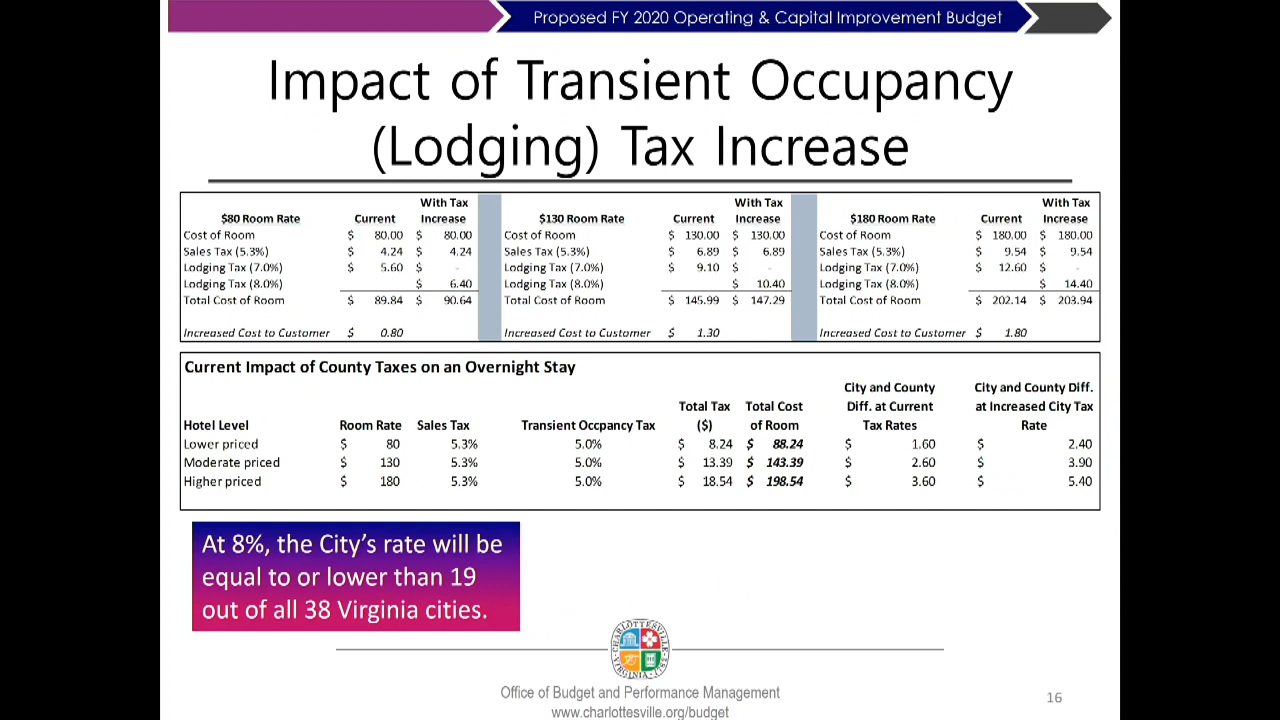 Proposed FY 2020 Operating & Capital Improvement Budget
Impact of Transient Occupancy
(Lodging) Tax Increase
$80 Room Rate Current With Tax Increase
Cost of Room $ 80.00 $ 80.00
Sales Tax (5.3%) $ 4.24 $ 4.24
Lodging Tax (7.0%) $ 5.60 $ -
Lodging Tax (8.0%) $ 6.40
Total Cost of Room $ 89.84 $ 90.64
Increased Cost to Customer $ 0.80
$130 Room Rate Current With Tax Increase
Cost of Room $ 130.00 $ 130.00
Sales Tax (5.3%) $ 6.89 $ 6.89
Lodging Tax (7.0%) $ 9.10 $ -
Lodging Tax (8.0%) $ 10.40
Total Cost of Room $ 145.99 $ 147.29
Increased Cost to Customer $ 1.30
$180 Room Rate Current With Tax Increase
Cost of Room $ 180.00 $ 180.00
Sales Tax (5.3%) $ 9.54 $ 9.54
Lodging Tax (7.0%) $ 12.60 $ -
Lodging Tax (8.0%) $ 14.40
Total Cost of Room $ 202.14 $ 203.94
Increased Cost to Customer $ 1.80
Current Impact of County Taxes on an Overnight Stay
City and County City and County Diff.
Total Tax Total Cost Diff. at Current at Increased City Tax
Hotel Level Room Rate Sales Tax Transient Occpancy Tax ($) of Room Tax Rates Rate
Lower priced $ 80 5.3% 5.0% $ 8.24 $ 88.24 $ 1.60 $ 2.40
Moderate priced $ 130 5.3% 5.0% $ 13.39 $ 143.39 $ 2.60 $ 3.90
Higher priced $ 180 5.3% 5.0% $ 18.54 $ 198.54 $ 3.60 $ 5.40
At 8%, the City's rate will be
equal to or lower than 19
out of all 38 Virginia cities.
CHARLOTTESVILLE
VIRGINIA
Office of Budget and Performance Management
www.charlottesville.org/budget
16